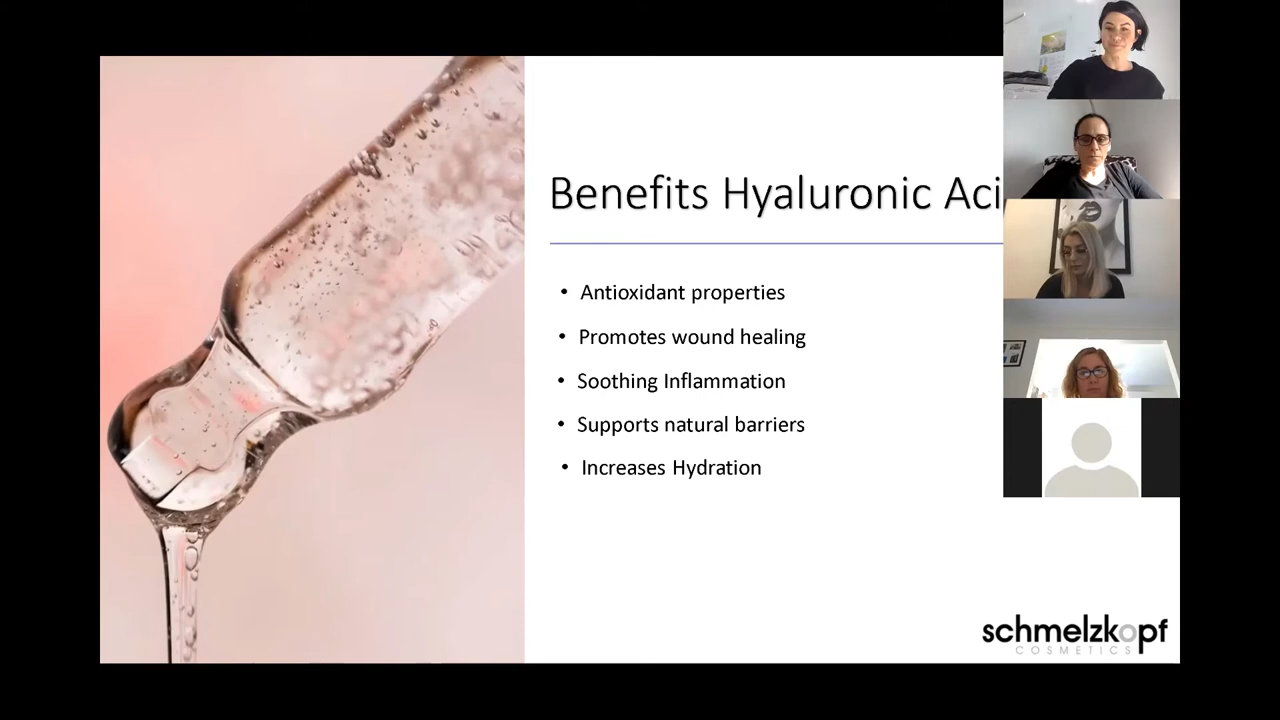 Benefits Hyaluronic Aci
• Antioxidant properties
• Promotes wound healing
• Soothing Inflammation
• Supports natural barriers
• Increases Hydration
schmelzkopf
COSMETICS